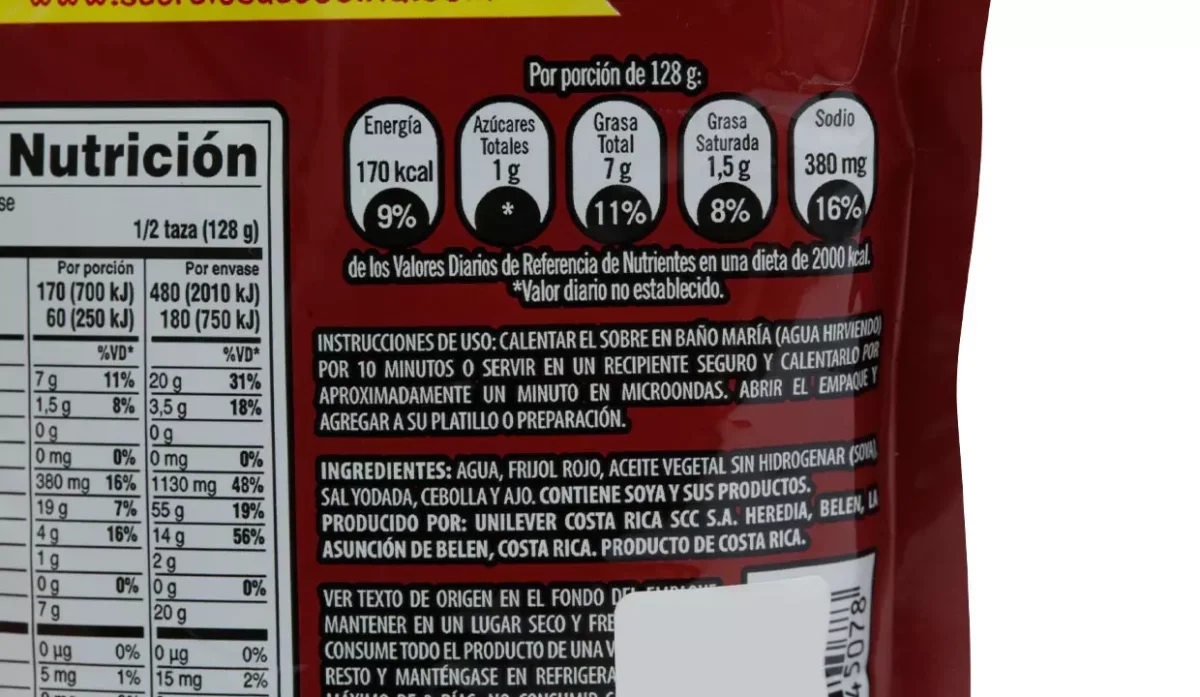 Nutrición
1/2 taza (128 g)
Por porción Por envase
170 (700 kJ) 480 (2010 kJ)
60 (250 kJ) 180 (750 kJ)
%VD* %VD*
7 g 11% 20 g 31%
1,5 g 8% 3,5 g 18%
0 g 0 g
0 mg 0% 0 mg 0%
380 mg 16% 1130 mg 48%
19 g 7% 55 g 19%
4 g 16% 14 g 56%
1 g 2 g
0 g 0% 0 g 0%
7 g 20 g
0 µg 0% 0 µg 0%
5 mg 1% 15 mg 2%
Por porción de 128 g:
Energía
170 kcal
9%
Azúcares
Totales
1 g
*
Grasa
Total
7 g
11%
Grasa
Saturada
1,5 g
8%
Sodio
380 mg
16%
de los Valores Diarios de Referencia de Nutrientes en una dieta de 2000 kcal.
*Valor diario no establecido.
INSTRUCCIONES DE USO: CALENTAR EL SOBRE EN BAÑO MARÍA (AGUA HIRVIENDO)
POR 10 MINUTOS O SERVIR EN UN RECIPIENTE SEGURO Y CALENTARLO POR
APROXIMADAMENTE UN MINUTO EN MICROONDAS. ABRIR EL EMPAQUE Y
AGREGAR A SU PLATILLO O PREPARACIÓN.
INGREDIENTES: AGUA, FRIJOL ROJO, ACEITE VEGETAL SIN HIDROGENAR (SOYA),
SAL YODADA, CEBOLLA Y AJO. CONTIENE SOYA Y SUS PRODUCTOS.
PRODUCIDO POR: UNILEVER COSTA RICA SCC S.A. HEREDIA, BELEN, LA
ASUNCIÓN DE BELEN, COSTA RICA. PRODUCTO DE COSTA RICA.
VER TEXTO DE ORIGEN EN EL FONDO DEL EMPAQUE
MANTENER EN UN LUGAR SECO Y FRE
CONSUME TODO EL PRODUCTO DE UNA V
RESTO Y MANTÉNGASE EN REFRIGERA
45078